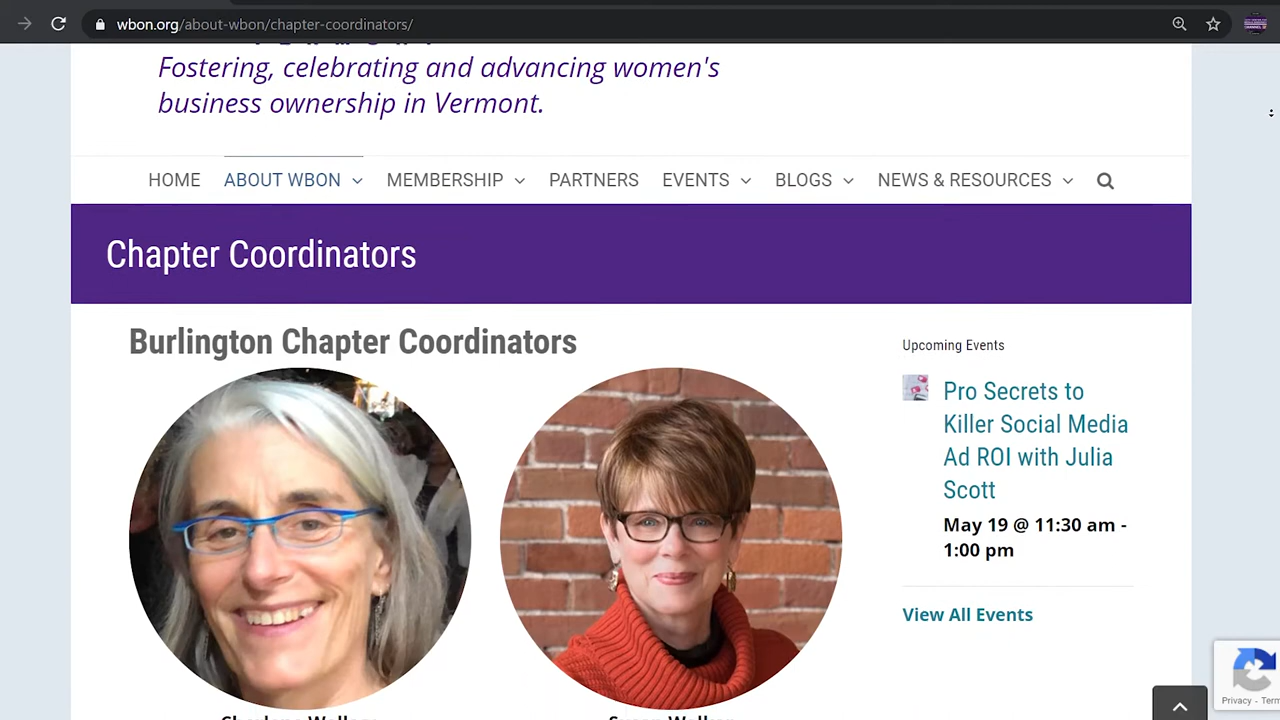 wbon.org/about-wbon/chapter-coordinators/
Fostering, celebrating and advancing women's
business ownership in Vermont.
HOME ABOUT WBON MEMBERSHIP PARTNERS EVENTS BLOGS NEWS & RESOURCES
Chapter Coordinators
Burlington Chapter Coordinators
Upcoming Events
Pro Secrets to
Killer Social Media
Ad ROI with Julia
Scott
May 19 @ 11:30 am -
1:00 pm
View All Events
Privacy - Term